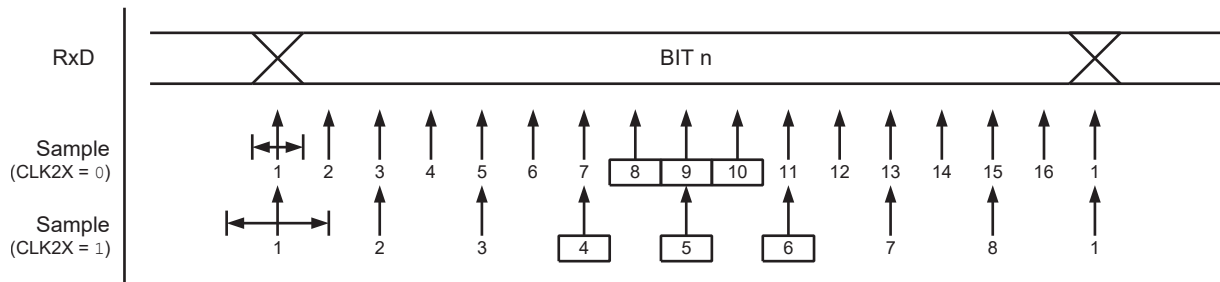 RxD
BIT n
Sample
(CLK2X = 0)
1 2 3 4 5 6 7 8 9 10 11 12 13 14 15 16 1
Sample
(CLK2X = 1)
1 2 3 4 5 6 7 8 1